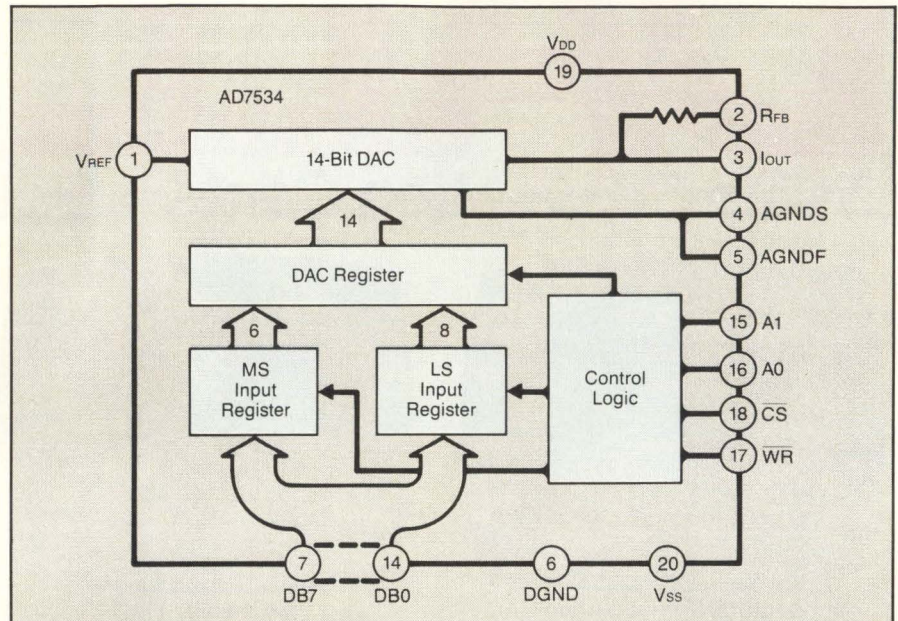 VDD
19
AD7534
2 RFB
VREF 1
14-Bit DAC
3 IOUT
4 AGNDS
14
5 AGNDF
DAC Register
15 A1
6
8
16 A0
MS
Input
Register
LS
Input
Register
Control
Logic
18 CS
17 WR
7
14
6
20
DB7
DB0
DGND
VSS